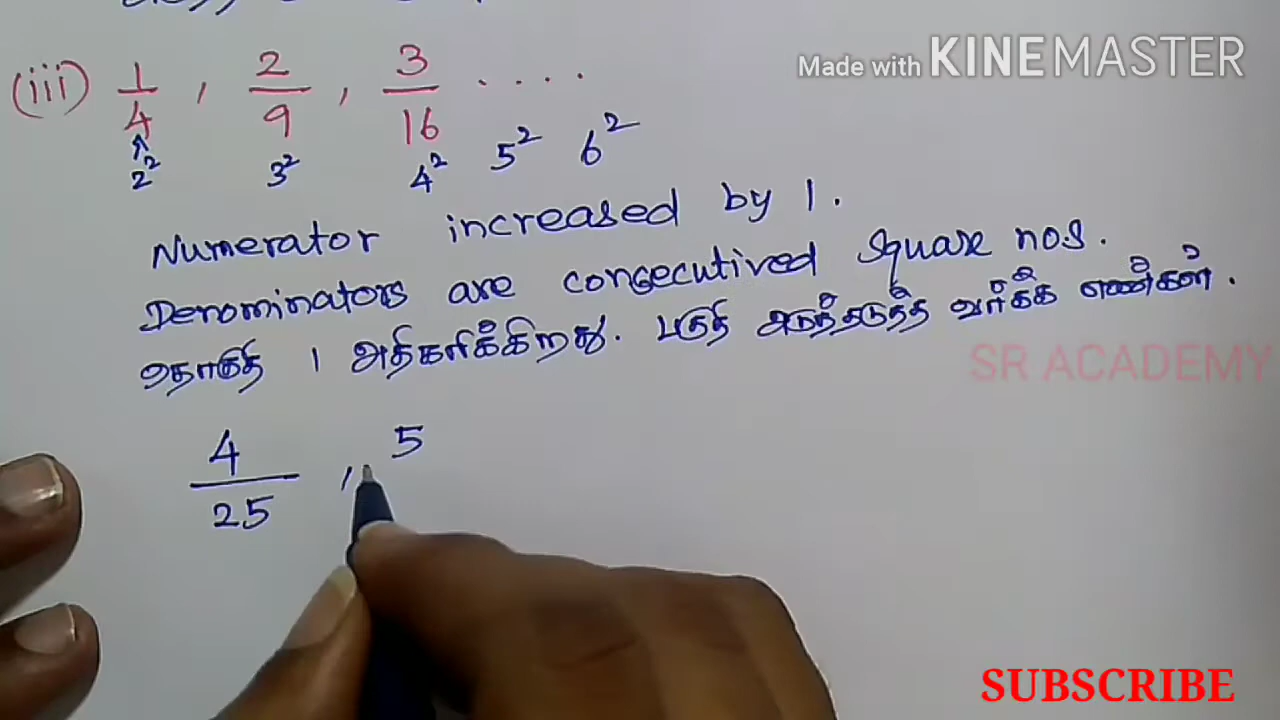 Made with KINEMASTER
(iii) 1/4 , 2/9 , 3/16 . . . .
2² 3² 4² 5² 6²
Numerator increased by 1.
Denominators are consecutived square nos.
தொகுதி 1 அதிகரிக்கிறது. பகுதி அடுத்தடுத்த வர்க்க எண்கள்.
SR ACADEMY
4/25 , 5
SUBSCRIBE